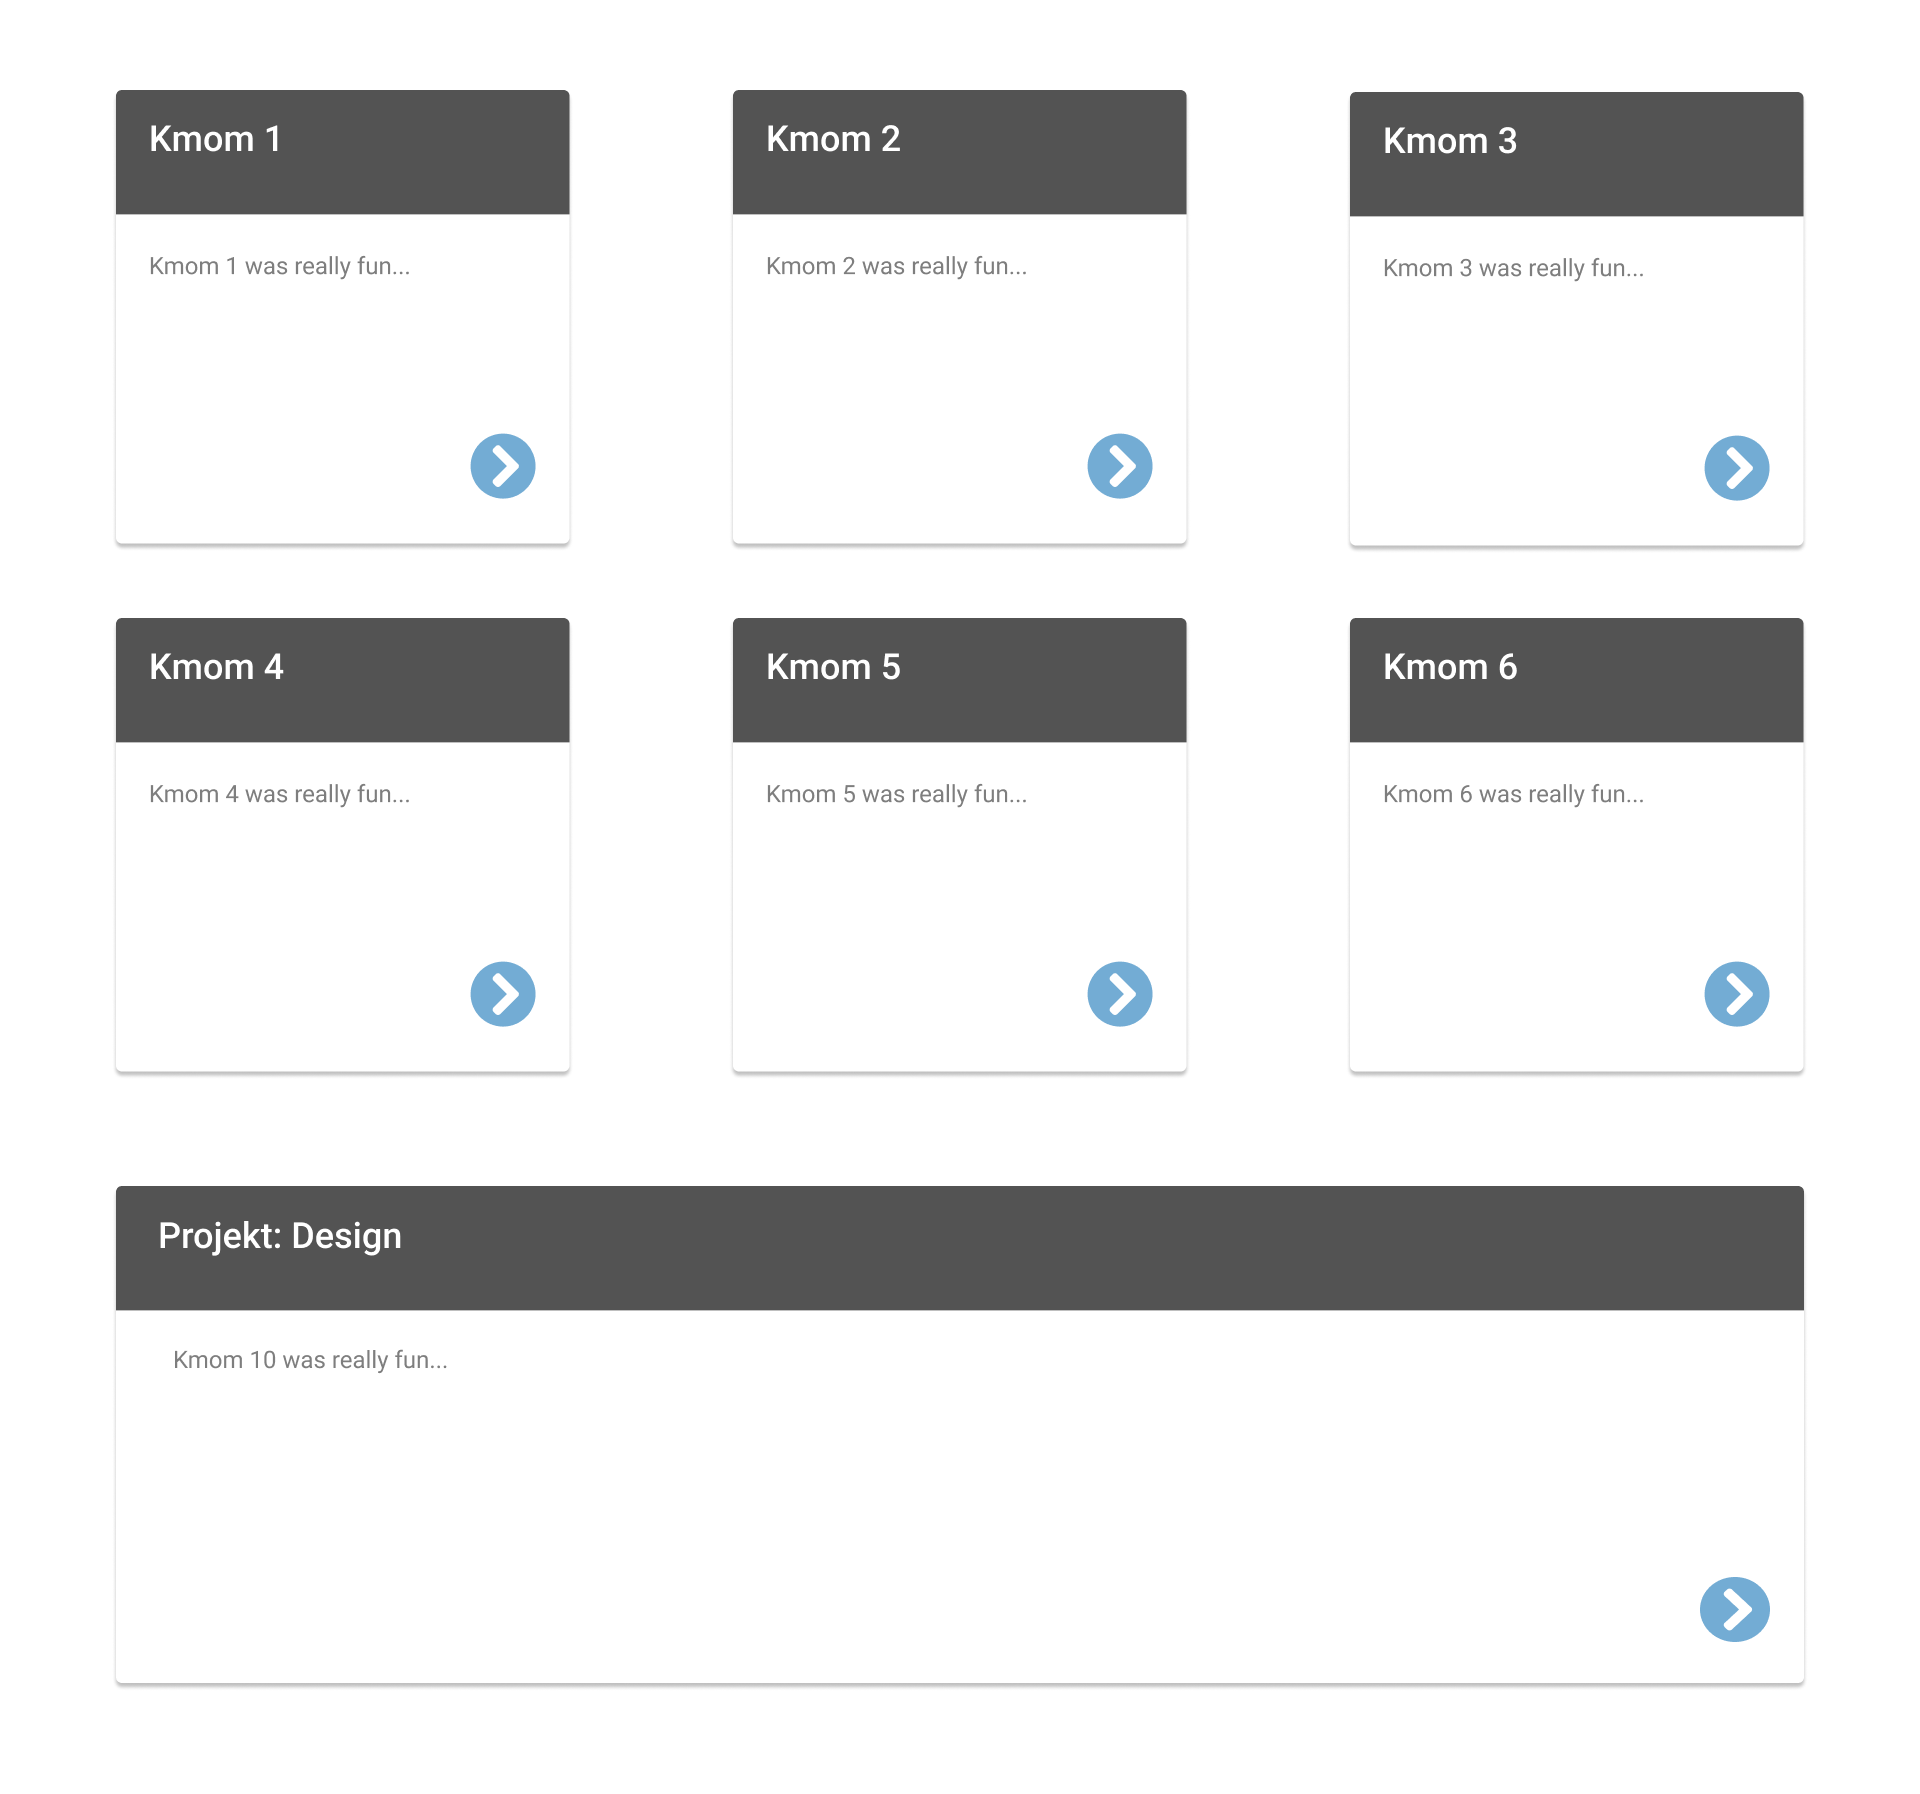 Kmom 1
Kmom 1 was really fun...
Kmom 2
Kmom 2 was really fun...
Kmom 3
Kmom 3 was really fun...
Kmom 4
Kmom 4 was really fun...
Kmom 5
Kmom 5 was really fun...
Kmom 6
Kmom 6 was really fun...
Projekt: Design
Kmom 10 was really fun...